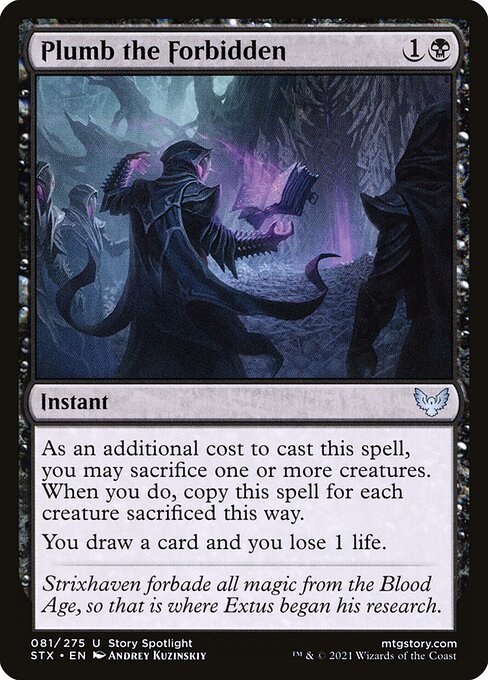 Plumb the Forbidden 1
Instant
As an additional cost to cast this spell,
you may sacrifice one or more creatures.
When you do, copy this spell for each
creature sacrificed this way.
You draw a card and you lose 1 life.
Strixhaven forbade all magic from the Blood
Age, so that is where Extus began his research.
081/275 U Story Spotlight mtgstory.com
STX • EN Andrey Kuzinskiy ™ & © 2021 Wizards of the Coast